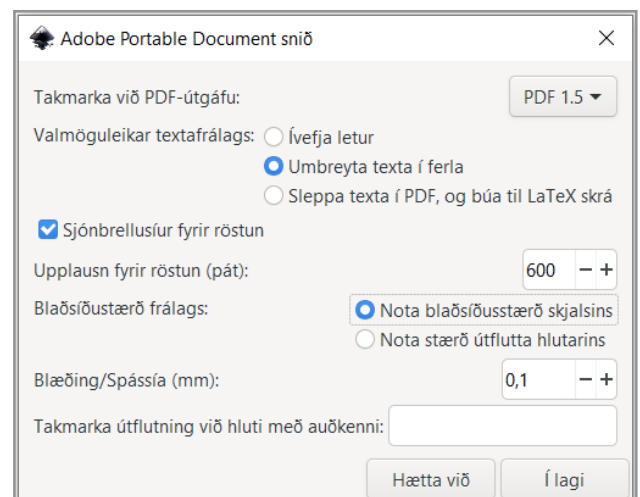 Adobe Portable Document snið
Takmarka við PDF-útgáfu: PDF 1.5
Valmöguleikar textafrálags: Ívefja letur
Umbreyta texta í ferla
Sleppa texta í PDF, og búa til LaTeX skrá
Sjónbrellusíur fyrir röstun
Upplausn fyrir röstun (pát): 600
Blaðsíðustærð frálags: Nota blaðsíðusstærð skjalsins
Nota stærð útflutta hlutarins
Blæðing/Spássía (mm): 0,1
Takmarka útflutning við hluti með auðkenni:
Hætta við Í lagi